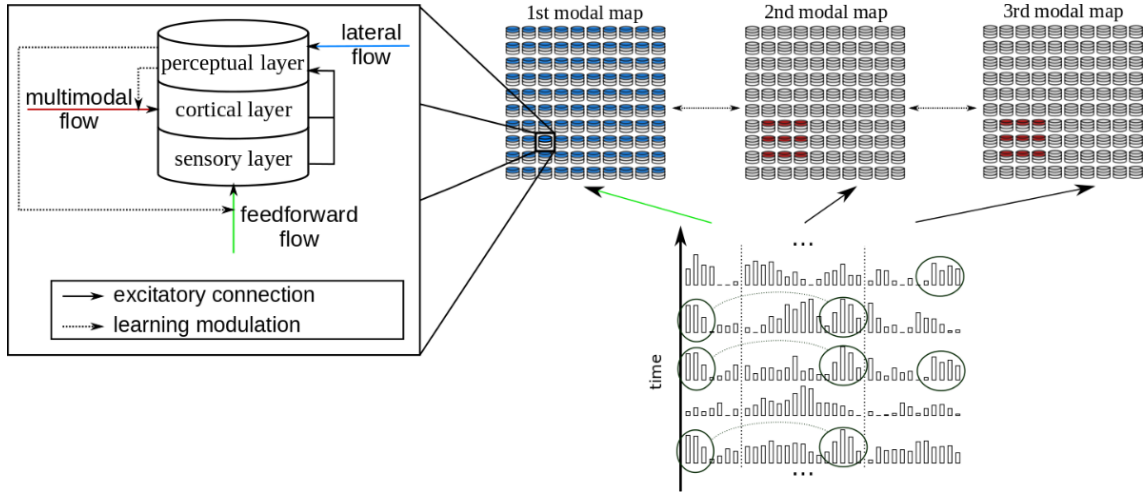 1st modal map
2nd modal map
3rd modal map
lateral
flow
perceptual layer
multimodal
flow
cortical layer
sensory layer
feedforward
flow
excitatory connection
learning modulation
...
time
...